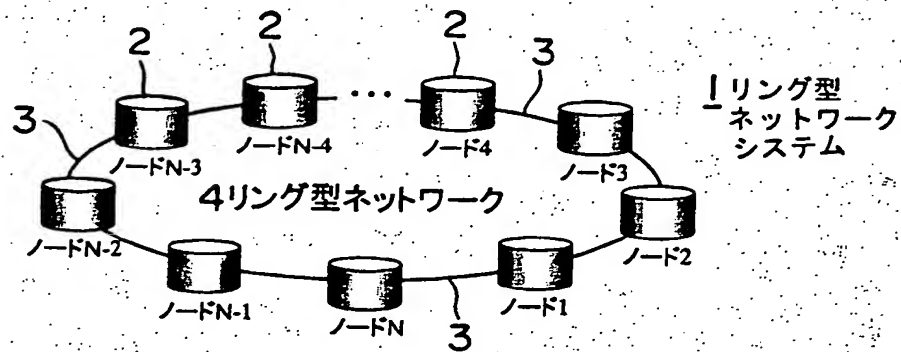 2
2
2
3
1リング型
ネットワーク
システム
3
ノードN-3
ノードN-4
...
ノード4
ノード3
4リング型ネットワーク
ノードN-2
ノード2
ノードN-1
ノードN
ノード1
3